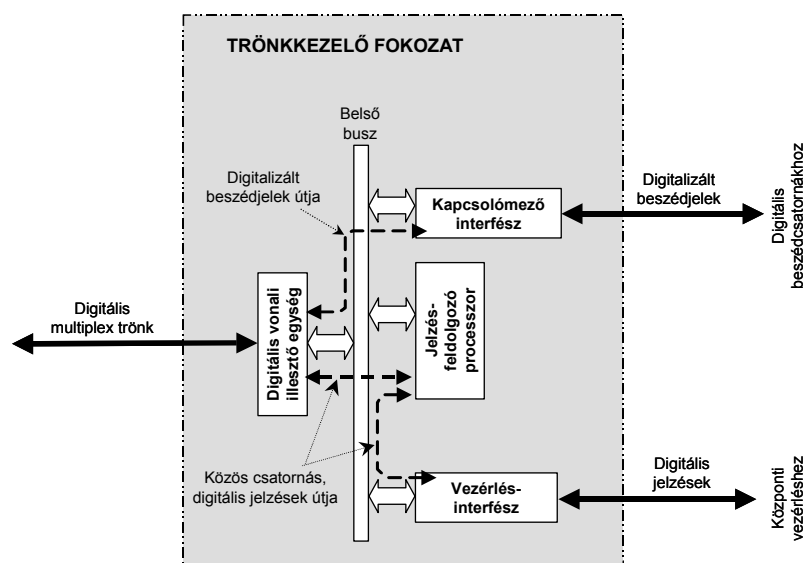 TRÖNKKEZELŐ FOKOZAT
Belső
busz
Digitalizált
beszédjelek útja
Kapcsolómező
interfész
Digitalizált
beszédjelek
Digitális
beszédcsatornákhoz
Digitális
multiplex trönk
Digitális vonali
illesztő egység
Jelzés-
feldolgozó
processzor
Közös csatornás,
digitális jelzések útja
Vezérlés-
interfész
Digitális
jelzések
Központi
vezérléshez